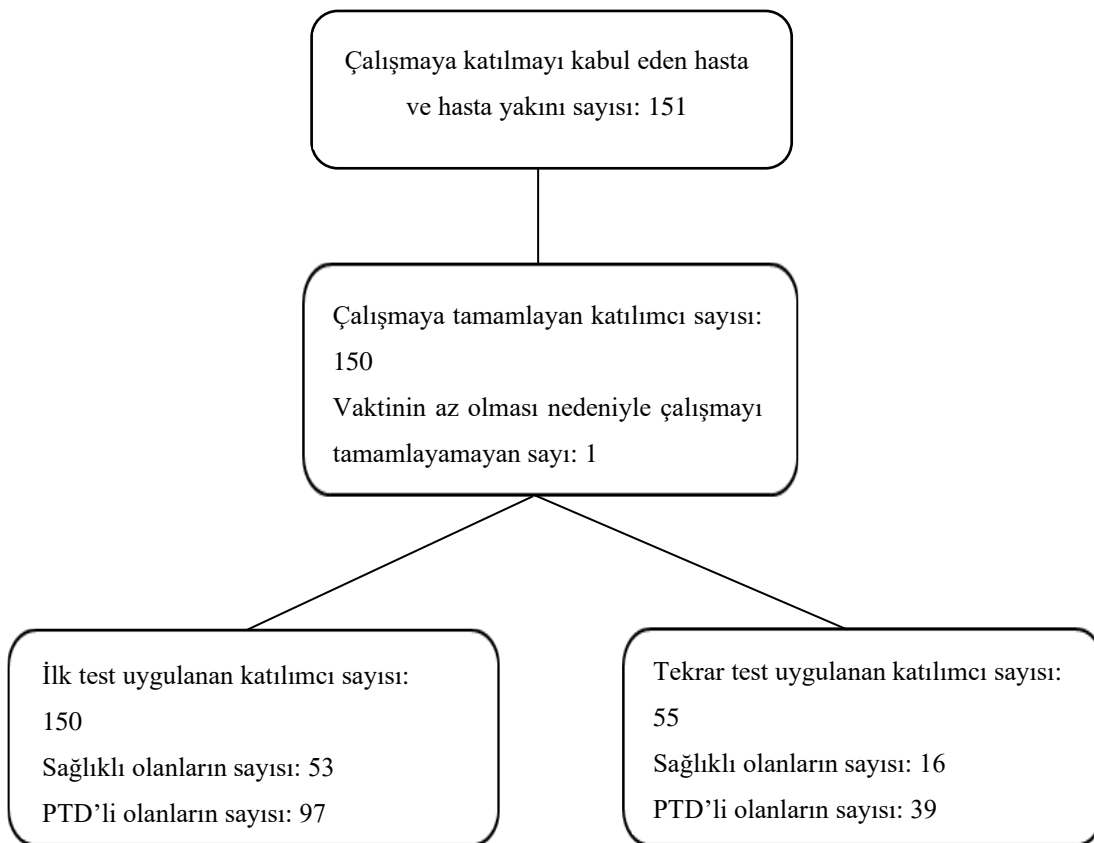 Çalışmaya katılmayı kabul eden hasta
ve hasta yakını sayısı: 151
Çalışmaya tamamlayan katılımcı sayısı:
150
Vaktinin az olması nedeniyle çalışmayı
tamamlayamayan sayı: 1
İlk test uygulanan katılımcı sayısı:
150
Sağlıklı olanların sayısı: 53
PTD’li olanların sayısı: 97
Tekrar test uygulanan katılımcı sayısı:
55
Sağlıklı olanların sayısı: 16
PTD’li olanların sayısı: 39